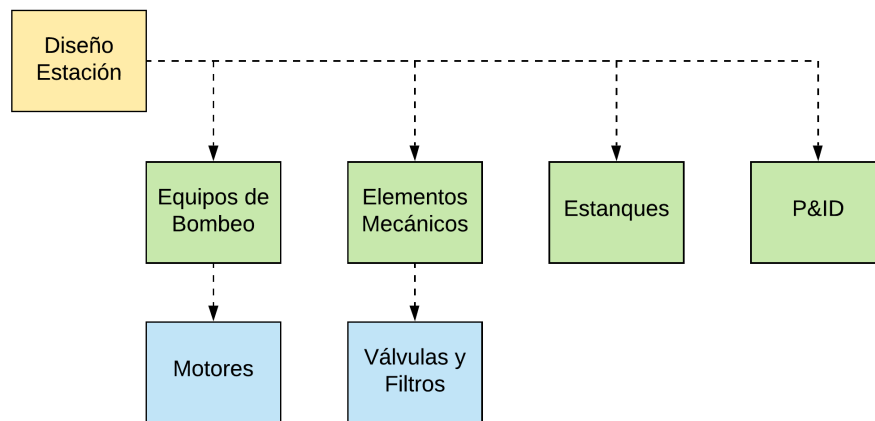 Diseño
Estación
Equipos de
Bombeo
Elementos
Mecánicos
Estanques
P&ID
Motores
Válvulas y
Filtros